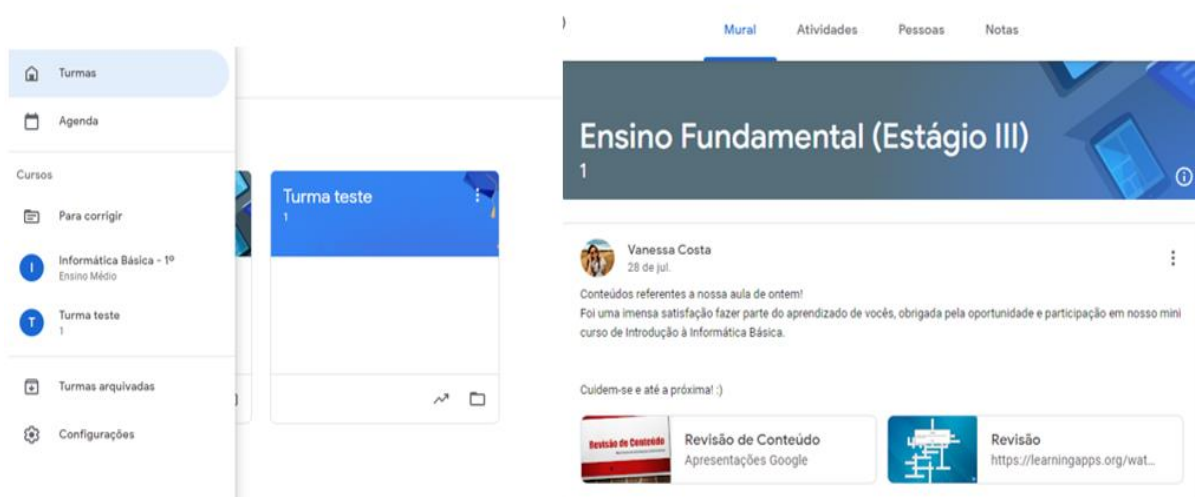 Turmas
Agenda
Cursos
Para corrigir
I
Informática Básica - 1º
Ensino Médio
T
Turma teste
1
Turmas arquivadas
Configurações
Turma teste
1
Mural Atividades Pessoas Notas
Ensino Fundamental (Estágio III)
1
Vanessa Costa
28 de jul.
Conteúdos referentes a nossa aula de ontem!
Foi uma imensa satisfação fazer parte do aprendizado de vocês, obrigada pela oportunidade e participação em nosso mini
curso de Introdução à Informática Básica.
Cuidem-se e até a próxima! :)
Revisão de Conteúdo
Revisão de Conteúdo
Apresentações Google
Revisão
https://learningapps.org/wat...